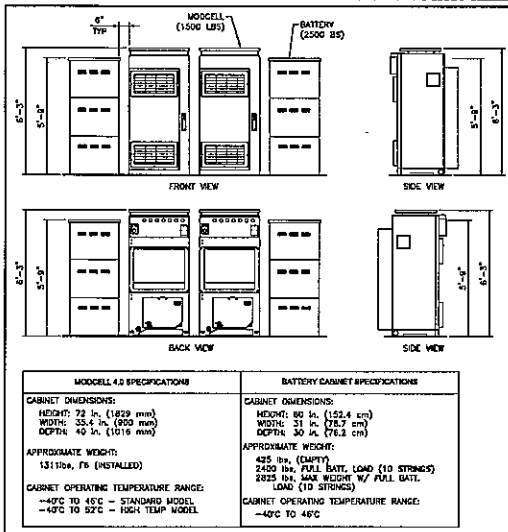 6"
TYP
MODCELL
(1500 LBS)
BATTERY
(2500 LBS)
6'-3"
5'-9"
5'-9"
6'-3"
FRONT VIEW
SIDE VIEW
6'-3"
5'-9"
5'-9"
6'-3"
BACK VIEW
SIDE VIEW
MODCELL 4.0 SPECIFICATIONS
CABINET DIMENSIONS:
HEIGHT: 72 in. (1829 mm)
WIDTH: 35.4 in. (900 mm)
DEPTH: 40 in. (1016 mm)
APPROXIMATE WEIGHT:
1311lbs, (INSTALLED)
CABINET OPERATING TEMPERATURE RANGE:
-40°C TO 46°C - STANDARD MODEL
-40°C TO 52°C - HIGH TEMP MODEL
BATTERY CABINET SPECIFICATIONS
CABINET DIMENSIONS:
HEIGHT: 60 in. (152.4 cm)
WIDTH: 31 in. (78.7 cm)
DEPTH: 30 in. (76.2 cm)
APPROXIMATE WEIGHT:
425 lbs, (EMPTY)
2400 lbs, FULL BATT. LOAD (10 STRINGS)
2825 lbs, MAX WEIGHT W/ FULL BATT.
LOAD (10 STRINGS)
CABINET OPERATING TEMPERATURE RANGE:
-40°C TO 46°C